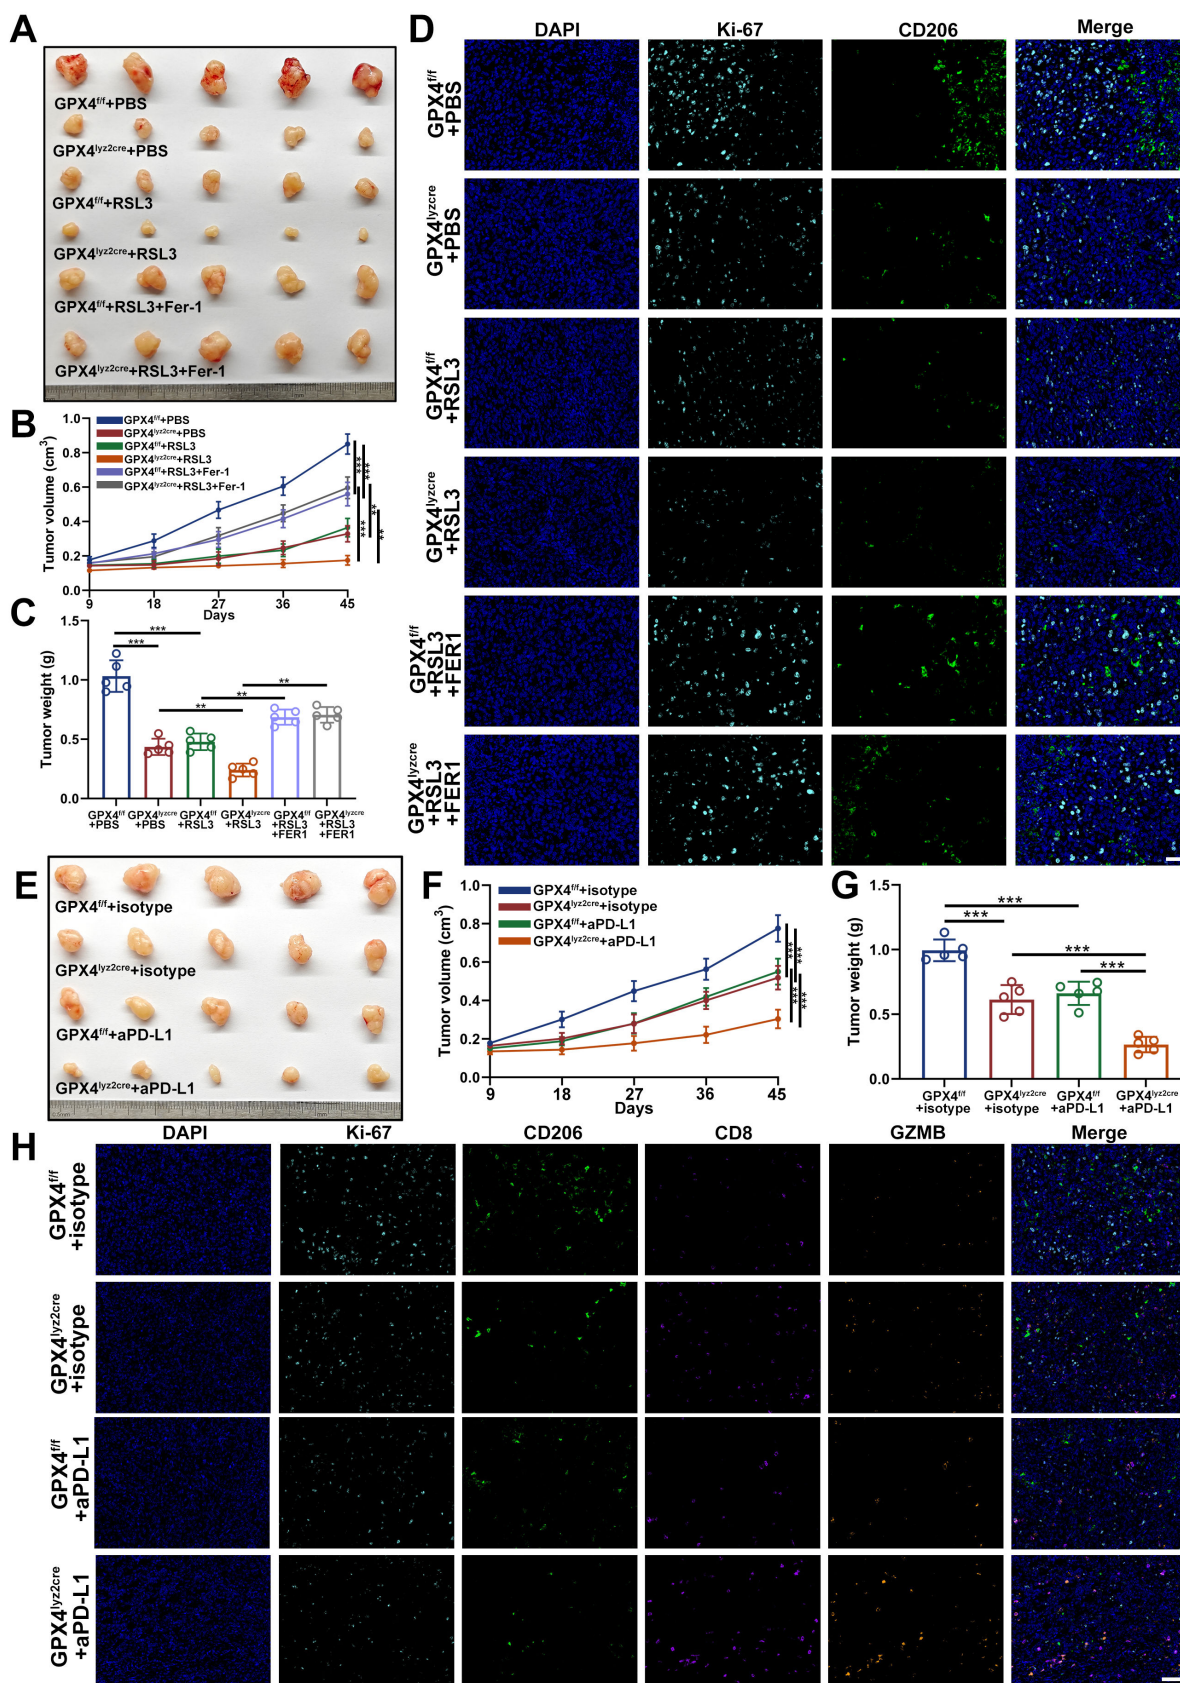 A
GPX4f/f+PBS
GPX4lyz2cre+PBS
GPX4f/f+RSL3
GPX4lyz2cre+RSL3
GPX4f/f+RSL3+Fer-1
GPX4lyz2cre+RSL3+Fer-1
B
Tumor volume (cm3)
1.0
0.8
0.6
0.4
0.2
0.0
GPX4f/f+PBS
GPX4lyz2cre+PBS
GPX4f/f+RSL3
GPX4lyz2cre+RSL3
GPX4f/f+RSL3+Fer-1
GPX4lyz2cre+RSL3+Fer-1
*** *** ** *** **
9 18 27 36 45
Days
C
Tumor weight (g)
1.5
1.0
0.5
0.0
***
***
**
**
**
GPX4f/f +PBS
GPX4lyzcre +PBS
GPX4f/f +RSL3
GPX4lyzcre +RSL3
GPX4f/f +RSL3 +FER1
GPX4lyzcre +RSL3 +FER1
D
DAPI Ki-67 CD206 Merge
GPX4f/f
+PBS
GPX4lyzcre
+PBS
GPX4f/f
+RSL3
GPX4lyzcre
+RSL3
GPX4f/f
+RSL3
+FER1
GPX4lyzcre
+RSL3
+FER1
E
GPX4f/f+isotype
GPX4lyz2cre+isotype
GPX4f/f+aPD-L1
GPX4lyz2cre+aPD-L1
F
Tumor volume (cm3)
1.0
0.8
0.6
0.4
0.2
0.0
GPX4f/f+isotype
GPX4lyz2cre+isotype
GPX4f/f+aPD-L1
GPX4lyz2cre+aPD-L1
*** *** *** ***
9 18 27 36 45
Days
G
Tumor weight (g)
1.5
1.0
0.5
0.0
***
***
***
***
GPX4f/f +isotype
GPX4lyz2cre +isotype
GPX4f/f +aPD-L1
GPX4lyz2cre +aPD-L1
H
DAPI Ki-67 CD206 CD8 GZMB Merge
GPX4f/f
+isotype
GPX4lyz2cre
+isotype
GPX4f/f
+aPD-L1
GPX4lyz2cre
+aPD-L1